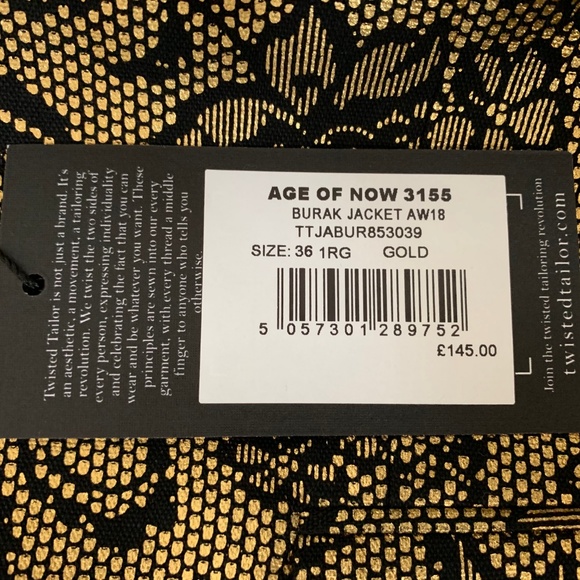 Twisted Tailor is not just a brand. It's
an aesthetic, a movement, a tailoring
revolution. We twist the two sides of
every person, expressing individuality
and celebrating the fact that you can
wear and be whatever you want. These
principles are sewn into our every
garment, with every thread a middle
finger to anyone who tells you
otherwise.
AGE OF NOW 3155
BURAK JACKET AW18
TTJABUR853039
SIZE: 36 1RG GOLD
5 057301 289752
£145.00
Join the twisted tailoring revolution
twistedtailor.com